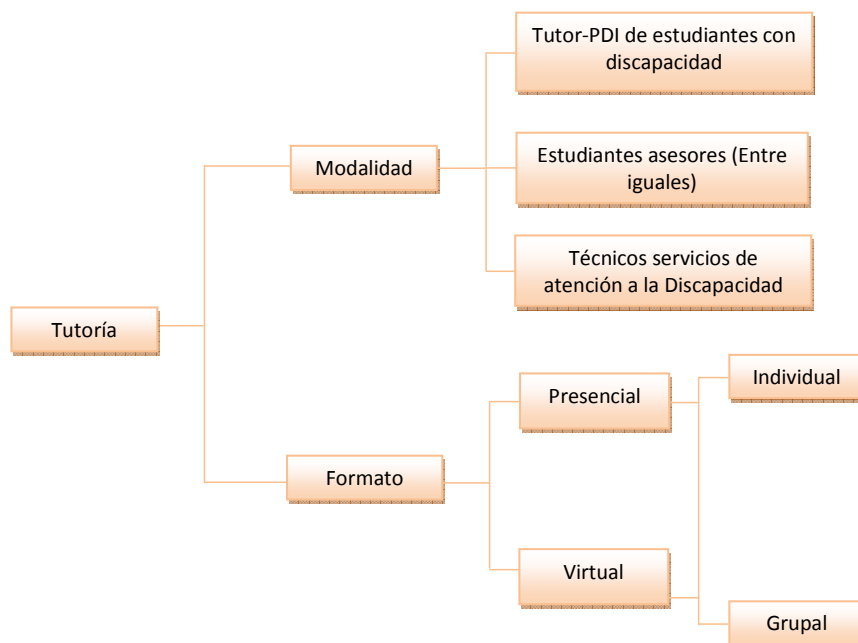 Tutor-PDI de estudiantes con
discapacidad
Modalidad
Estudiantes asesores (Entre
iguales)
Técnicos servicios de
atención a la Discapacidad
Tutoría
Formato
Presencial
Individual
Virtual
Grupal